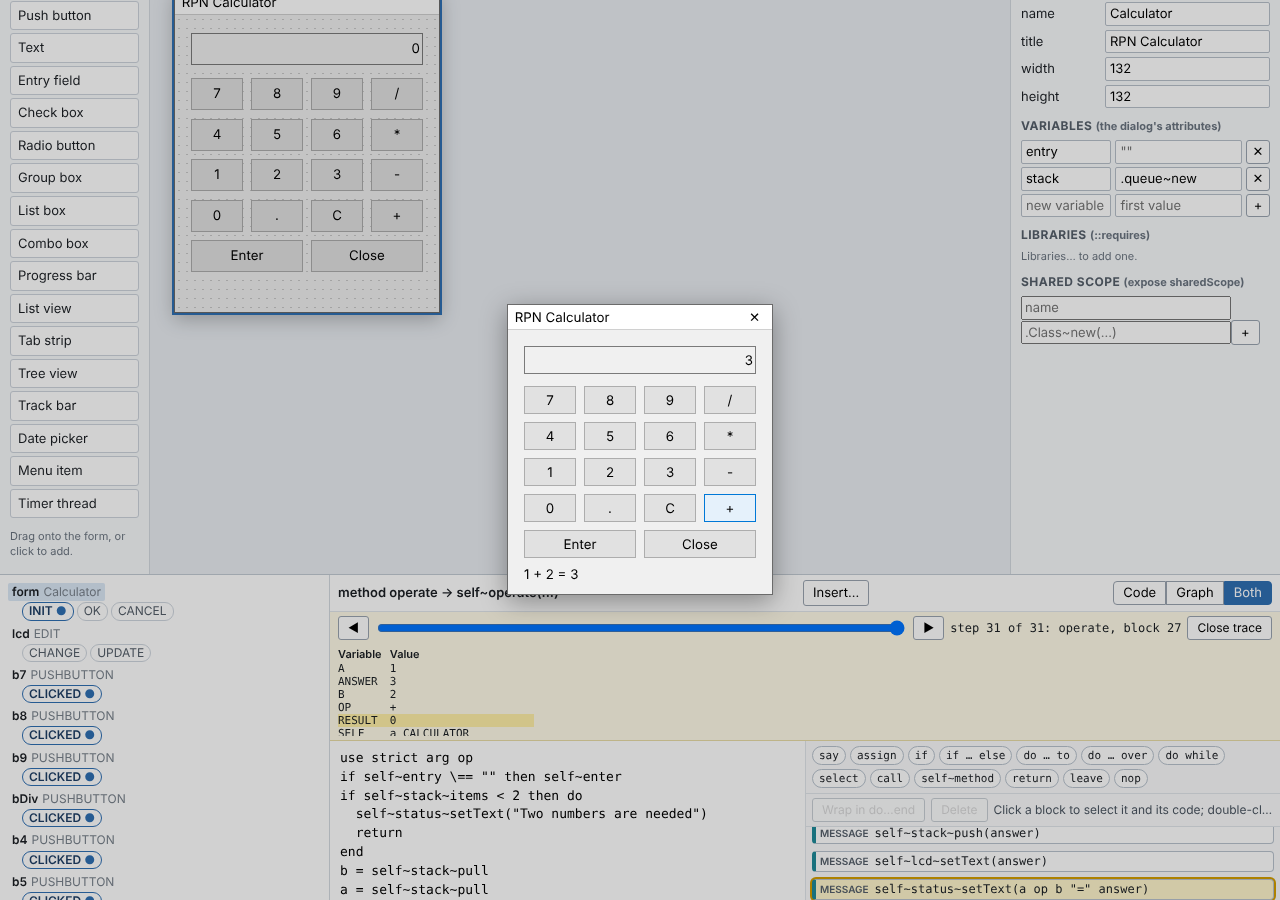 Push button
Text
Entry field
Check box
Radio button
Group box
List box
Combo box
Progress bar
List view
Tab strip
Tree view
Track bar
Date picker
Menu item
Timer thread
Drag onto the form, or
click to add.
RPN Calculator
0
7 8 9 /
4 5 6 *
1 2 3 -
0 . C +
Enter Close
RPN Calculator ✕
3
7 8 9 /
4 5 6 *
1 2 3 -
0 . C +
Enter Close
1 + 2 = 3
name Calculator
title RPN Calculator
width 132
height 132
VARIABLES (the dialog's attributes)
entry "" ✕
stack .queue~new ✕
new variable first value +
LIBRARIES (::requires)
Libraries... to add one.
SHARED SCOPE (expose sharedScope)
name
.Class~new(...) +
form Calculator
INIT OK CANCEL
lcd EDIT
CHANGE UPDATE
b7 PUSHBUTTON
CLICKED
b8 PUSHBUTTON
CLICKED
b9 PUSHBUTTON
CLICKED
bDiv PUSHBUTTON
CLICKED
b4 PUSHBUTTON
CLICKED
b5 PUSHBUTTON
CLICKED
method operate → self~operate(...) Insert... Code Graph Both
◀ ▶ step 31 of 31: operate, block 27 Close trace
Variable Value
A 1
ANSWER 3
B 2
OP +
RESULT 0
SELF a CALCULATOR
use strict arg op
if self~entry \== "" then self~enter
if self~stack~items < 2 then do
self~status~setText("Two numbers are needed")
return
end
b = self~stack~pull
a = self~stack~pull
say assign if if … else do … to do … over do while
select call self~method return leave nop
Wrap in do...end Delete Click a block to select it and its code; double-cl...
MESSAGE self~stack~push(answer)
MESSAGE self~lcd~setText(answer)
MESSAGE self~status~setText(a op b "=" answer)